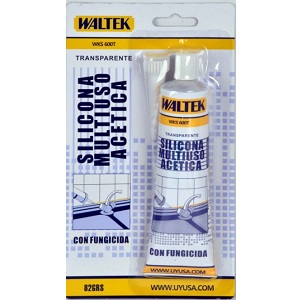 WALTEK
WKS 600T
TRANSPARENTE
SILICONA
MULTIUSO
ACETICA
CON FUNGICIDA
82GRS
WWW.UYUSA.COM
WALTEK
WKS 600T
TRANSPARENTE
SILICONA
MULTIUSO
ACETICA
CON FUNGICIDA
WWW.UYUSA.COM